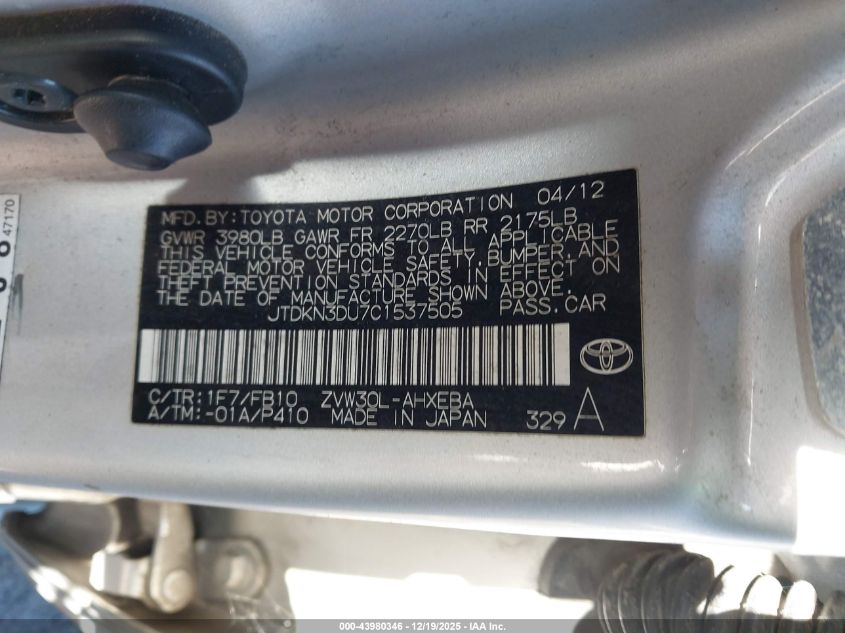 MFD. BY: TOYOTA MOTOR CORPORATION 04/12
GVWR 3980LB GAWR FR 2270LB RR 2175LB
THIS VEHICLE CONFORMS TO ALL APPLICABLE
FEDERAL MOTOR VEHICLE SAFETY, BUMPER, AND
THEFT PREVENTION STANDARDS IN EFFECT ON
THE DATE OF MANUFACTURE SHOWN ABOVE.
JTDKN3DU7C1537505 PASS. CAR
C/TR: 1F7/FB10 ZVW30L-AHXEBA
A/TM: -01A/P410 MADE IN JAPAN 329 A
47170
000-43980346 | 12/19/2025 - IAA Inc.